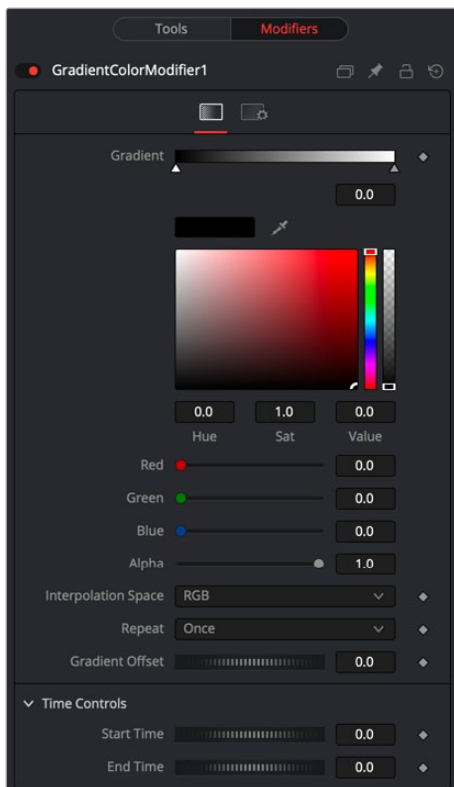 Tools Modifiers
GradientColorModifier1
Gradient
0.0
0.0 1.0 0.0
Hue Sat Value
Red 0.0
Green 0.0
Blue 0.0
Alpha 1.0
Interpolation Space RGB
Repeat Once
Gradient Offset 0.0
Time Controls
Start Time 0.0
End Time 0.0